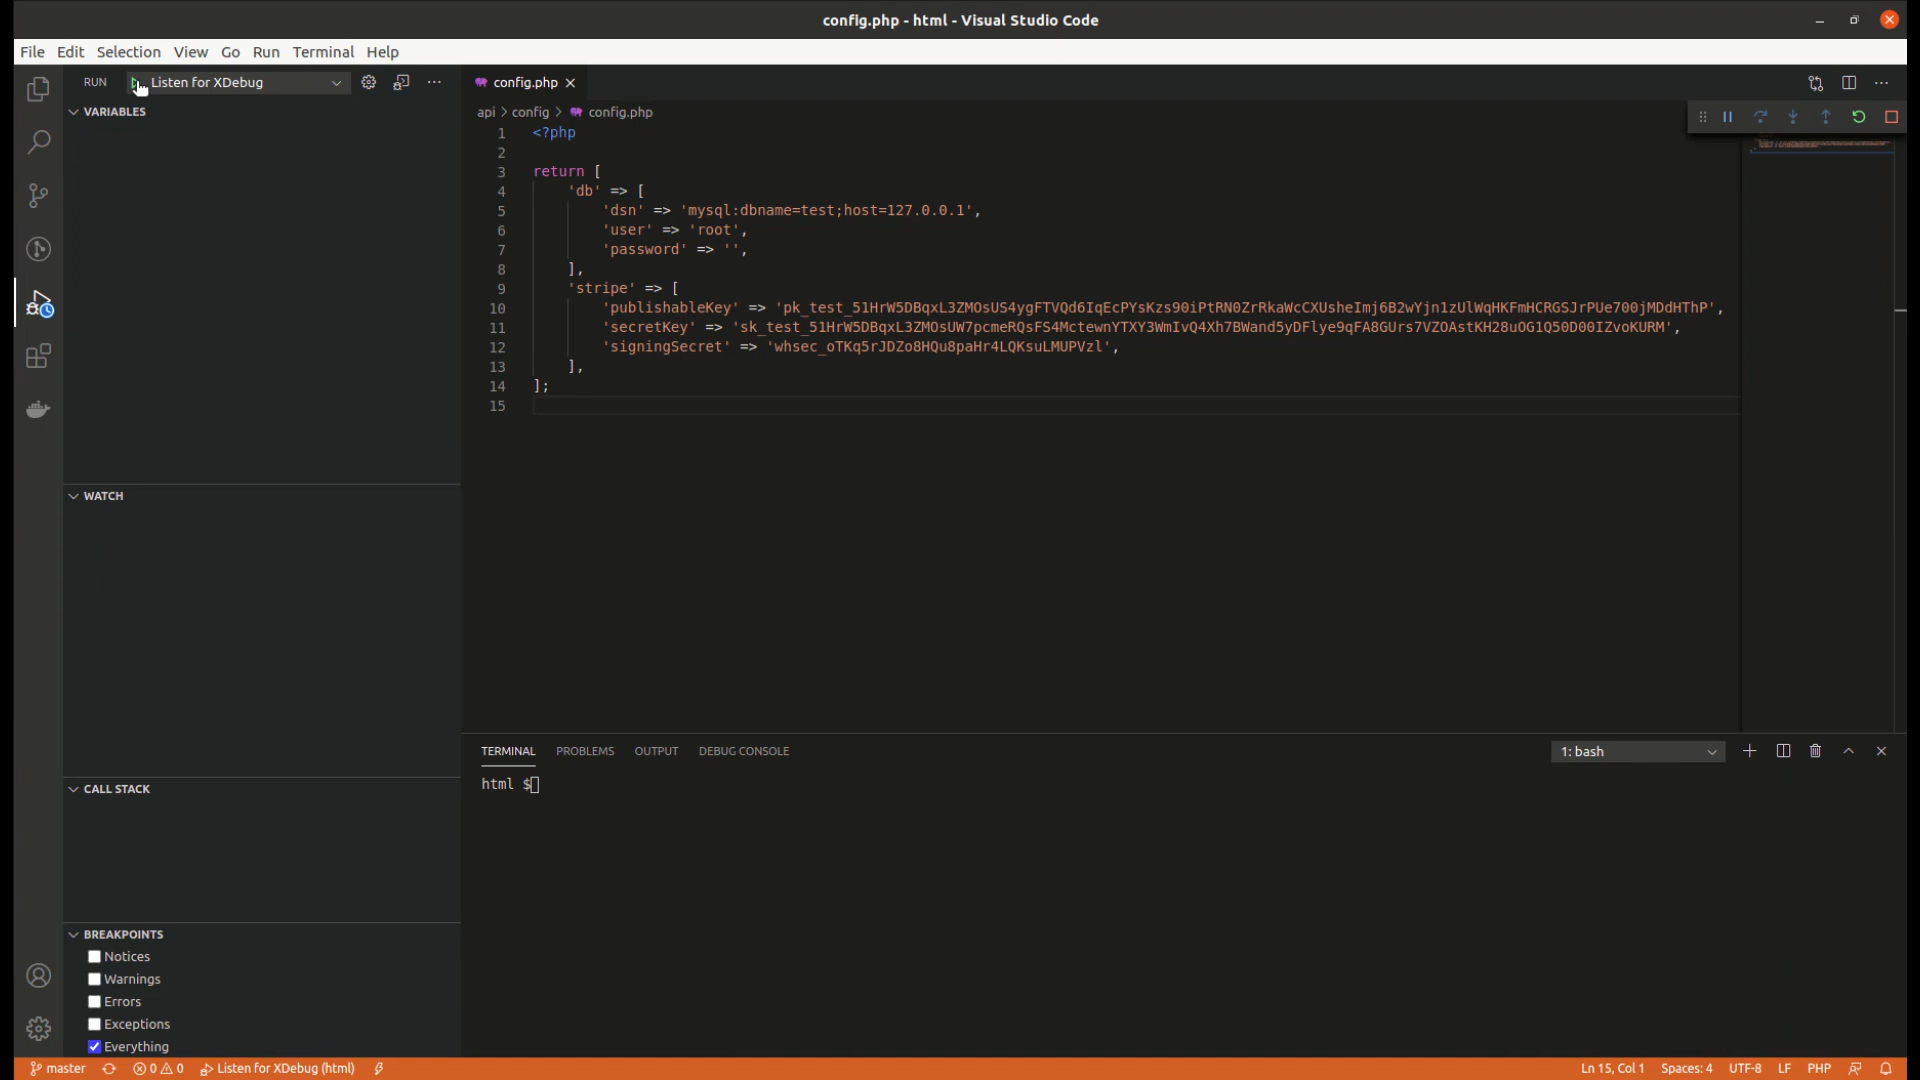 config.php - html - Visual Studio Code
File Edit Selection View Go Run Terminal Help
RUN Listen for XDebug
config.php
VARIABLES
api > config > config.php
1 <?php
2
3 return [
4 'db' => [
5 'dsn' => 'mysql:dbname=test;host=127.0.0.1',
6 'user' => 'root',
7 'password' => '',
8 ],
9 'stripe' => [
10 'publishableKey' => 'pk_test_51HrW5DBqxL3ZMOsUS4ygFTVQd6IqEcPYsKzs90iPtRN0ZrRkaWcCXUsheImj6B2wYjn1zUlWqHKFmHCRGSJrPUe700jMDdHThP',
11 'secretKey' => 'sk_test_51HrW5DBqxL3ZMOsUW7pcmeRQsFS4MctewnYTXY3WmIvQ4Xh7BWand5yDFlye9qFA8GUrs7VZOAstKH28uOG1Q50D00IZvoKURM',
12 'signingSecret' => 'whsec_oTKq5rJDZo8HQu8paHr4LQKsuLMUPVzl',
13 ],
14 ];
15
WATCH
TERMINAL PROBLEMS OUTPUT DEBUG CONSOLE
1: bash
html $
CALL STACK
BREAKPOINTS
Notices
Warnings
Errors
Exceptions
Everything
master 0 0 Listen for XDebug (html)
Ln 15, Col 1 Spaces: 4 UTF-8 LF PHP